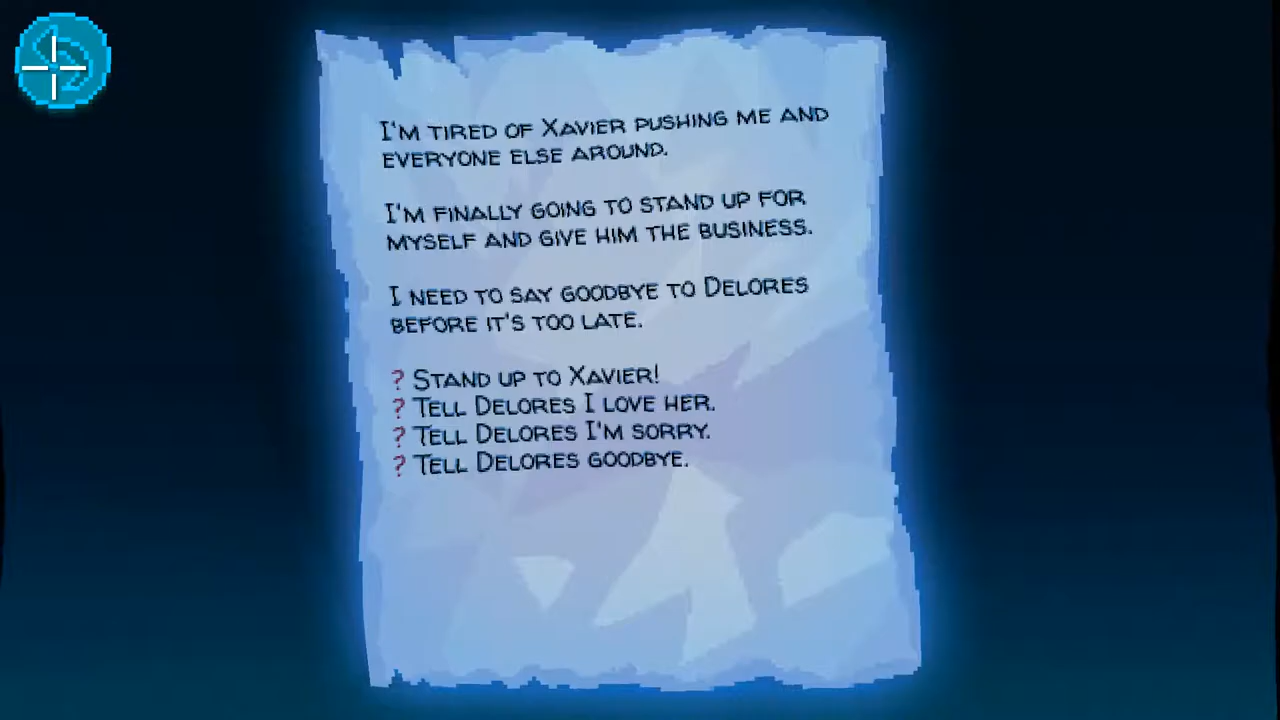 I'm tired of Xavier pushing me and
everyone else around.
I'm finally going to stand up for
myself and give him the business.
I need to say goodbye to Delores
before it's too late.
? Stand up to Xavier!
? Tell Delores I love her.
? Tell Delores I'm sorry.
? Tell Delores goodbye.